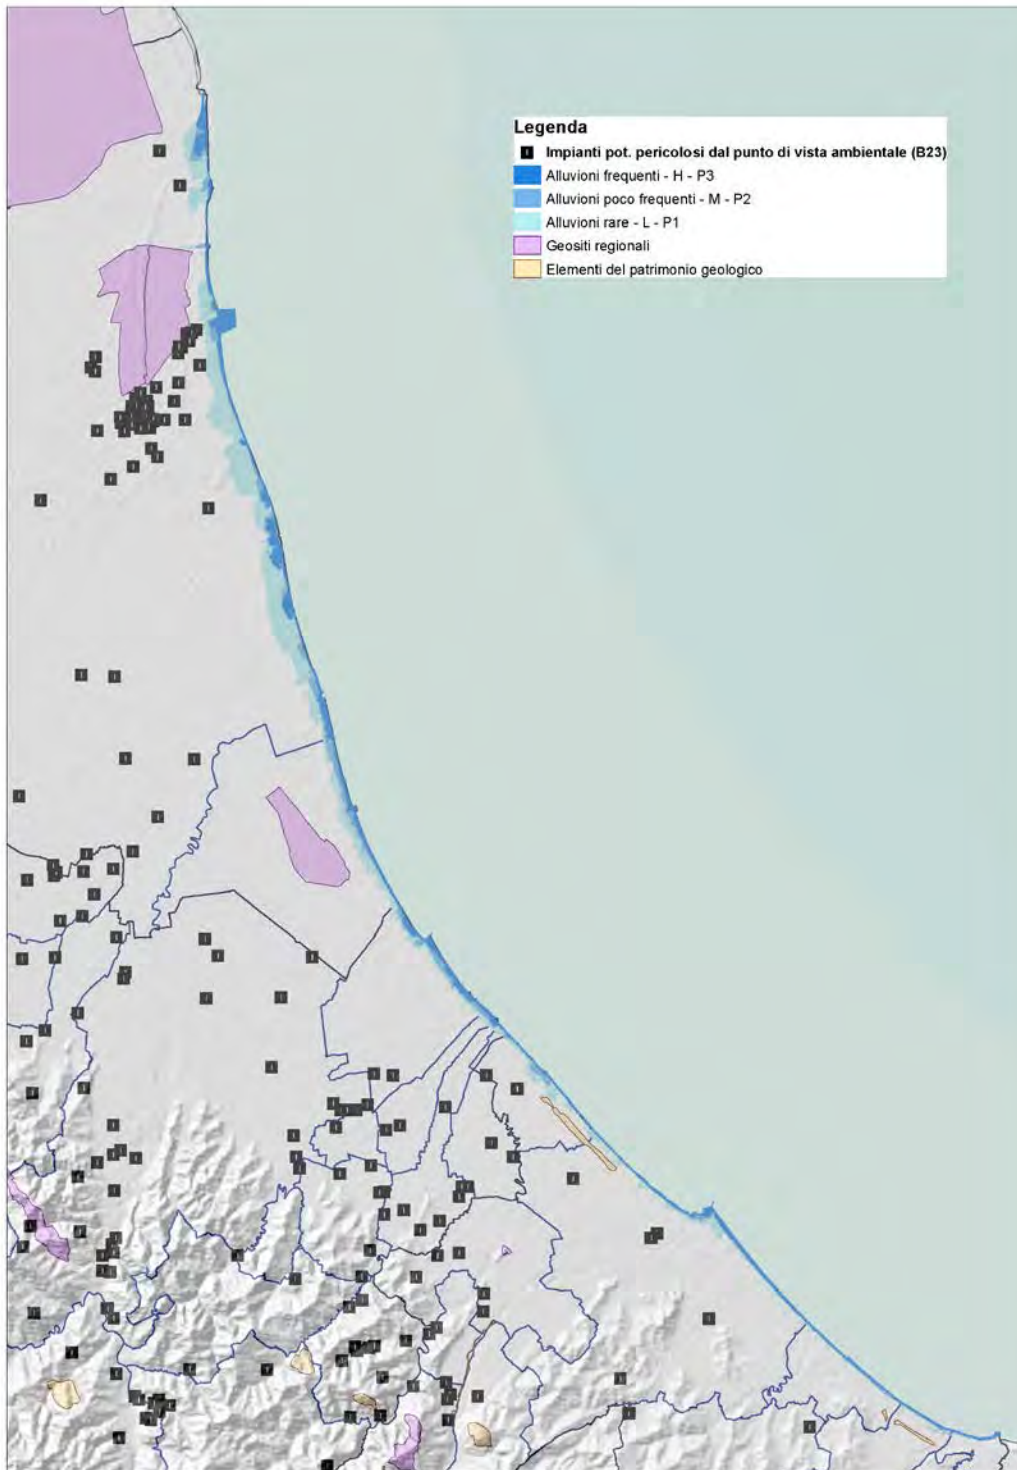 Legenda
Impianti pot. pericolosi dal punto di vista ambientale (B23)
Alluvioni frequenti - H - P3
Alluvioni poco frequenti - M - P2
Alluvioni rare - L - P1
Geositi regionali
Elementi del patrimonio geologico